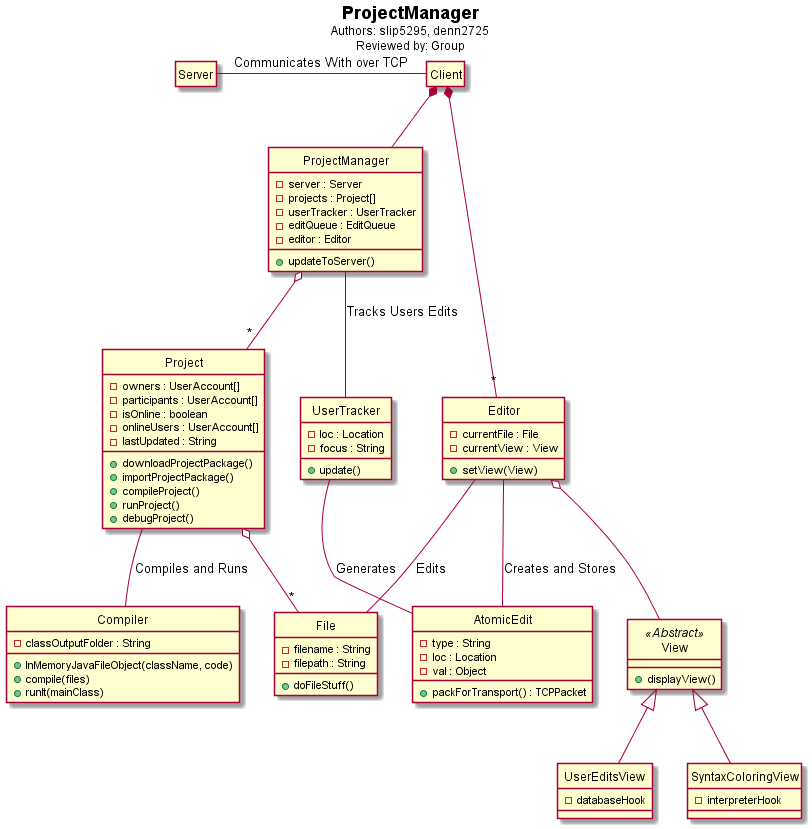 ProjectManager
Authors: slip5295, denn2725
Reviewed by: Group
Server
Communicates With over TCP
Client
ProjectManager
server : Server
projects : Project[]
userTracker : UserTracker
editQueue : EditQueue
editor : Editor
updateToServer()
Tracks Users Edits
*
*
Project
owners : UserAccount[]
participants : UserAccount[]
isOnline : boolean
onlineUsers : UserAccount[]
lastUpdated : String
downloadProjectPackage()
importProjectPackage()
compileProject()
runProject()
debugProject()
UserTracker
loc : Location
focus : String
update()
Editor
currentFile : File
currentView : View
setView(View)
Compiles and Runs
*
Generates
Edits
Creates and Stores
Compiler
classOutputFolder : String
InMemoryJavaFileObject(className, code)
compile(files)
runIt(mainClass)
File
filename : String
filepath : String
doFileStuff()
AtomicEdit
type : String
loc : Location
val : Object
packForTransport() : TCPPacket
«Abstract»
View
displayView()
UserEditsView
databaseHook
SyntaxColoringView
interpreterHook